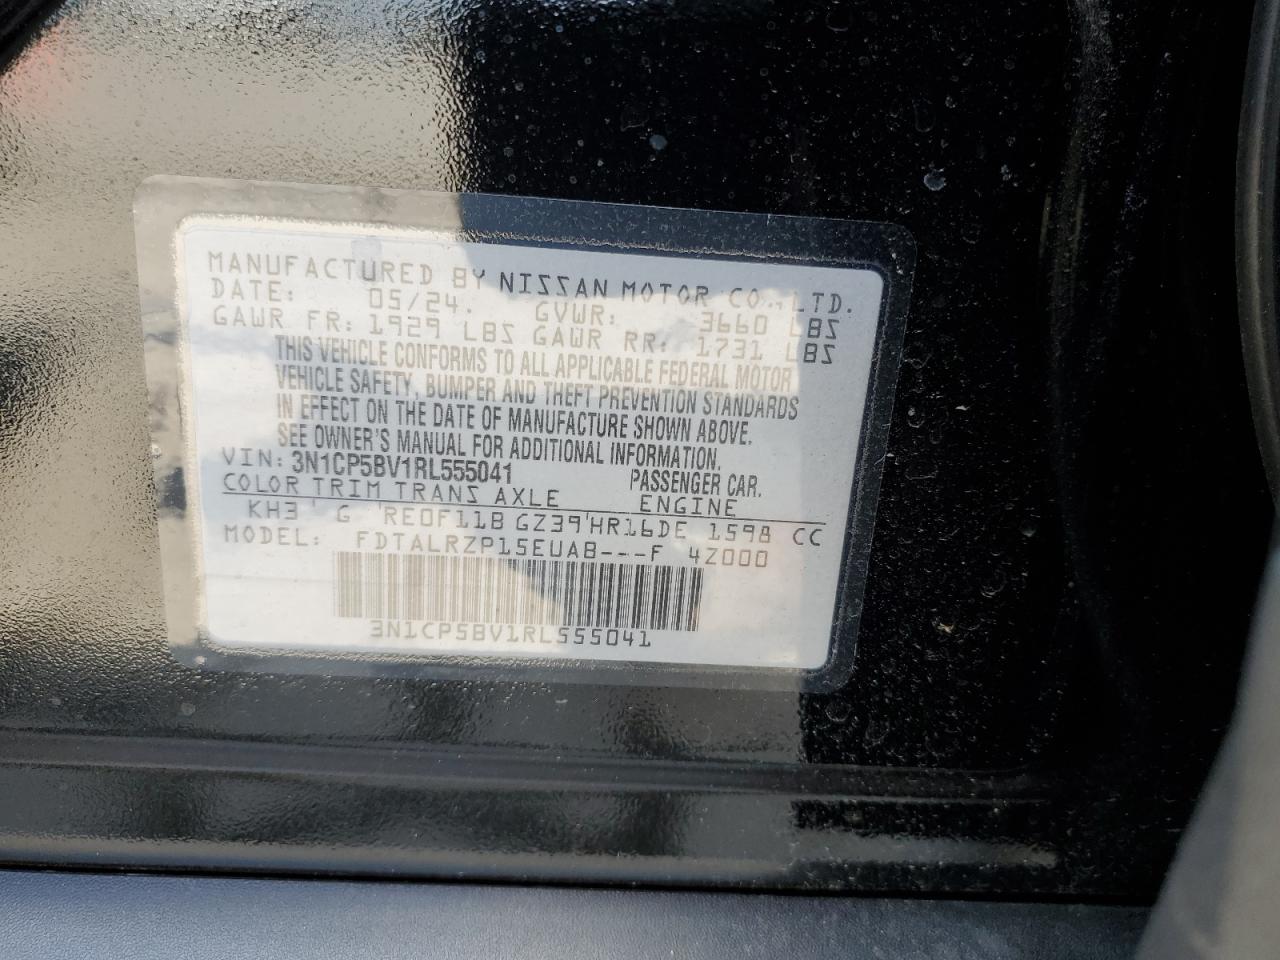 MANUFACTURED BY NISSAN MOTOR CO., LTD.
DATE: 05/24. GVWR: 3660 LBS
GAWR FR: 1929 LBS GAWR RR: 1731 LBS
THIS VEHICLE CONFORMS TO ALL APPLICABLE FEDERAL MOTOR
VEHICLE SAFETY, BUMPER AND THEFT PREVENTION STANDARDS
IN EFFECT ON THE DATE OF MANUFACTURE SHOWN ABOVE.
SEE OWNER'S MANUAL FOR ADDITIONAL INFORMATION.
VIN: 3N1CP5BV1RL555041 PASSENGER CAR.
COLOR TRIM TRANS AXLE ENGINE
KH3 G RE0F11B GZ39 HR16DE 1598 CC
MODEL: FDTALRZP15EUAB---F 4Z000
3N1CP5BV1RL555041